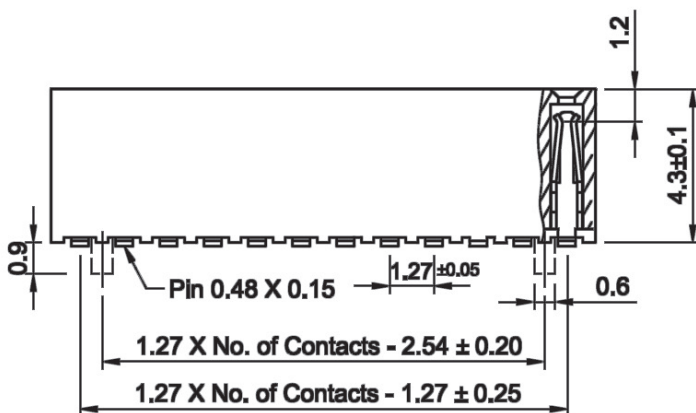 1.2
4.3±0.1
0.9
Pin 0.48 X 0.15
1.27 ±0.05
0.6
1.27 X No. of Contacts - 2.54 ± 0.20
1.27 X No. of Contacts - 1.27 ± 0.25